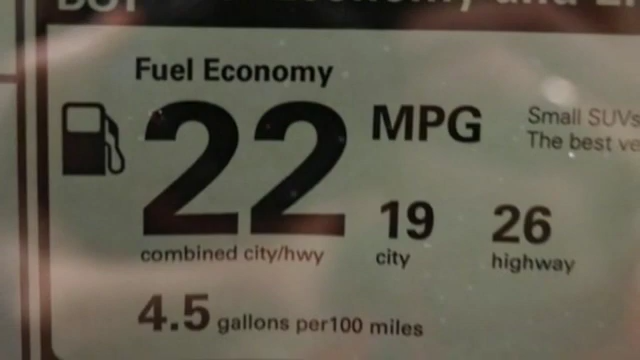 Fuel Economy
22 MPG
Small SUVs
The best
19 26
combined city/hwy city highway
4.5 gallons per100 miles